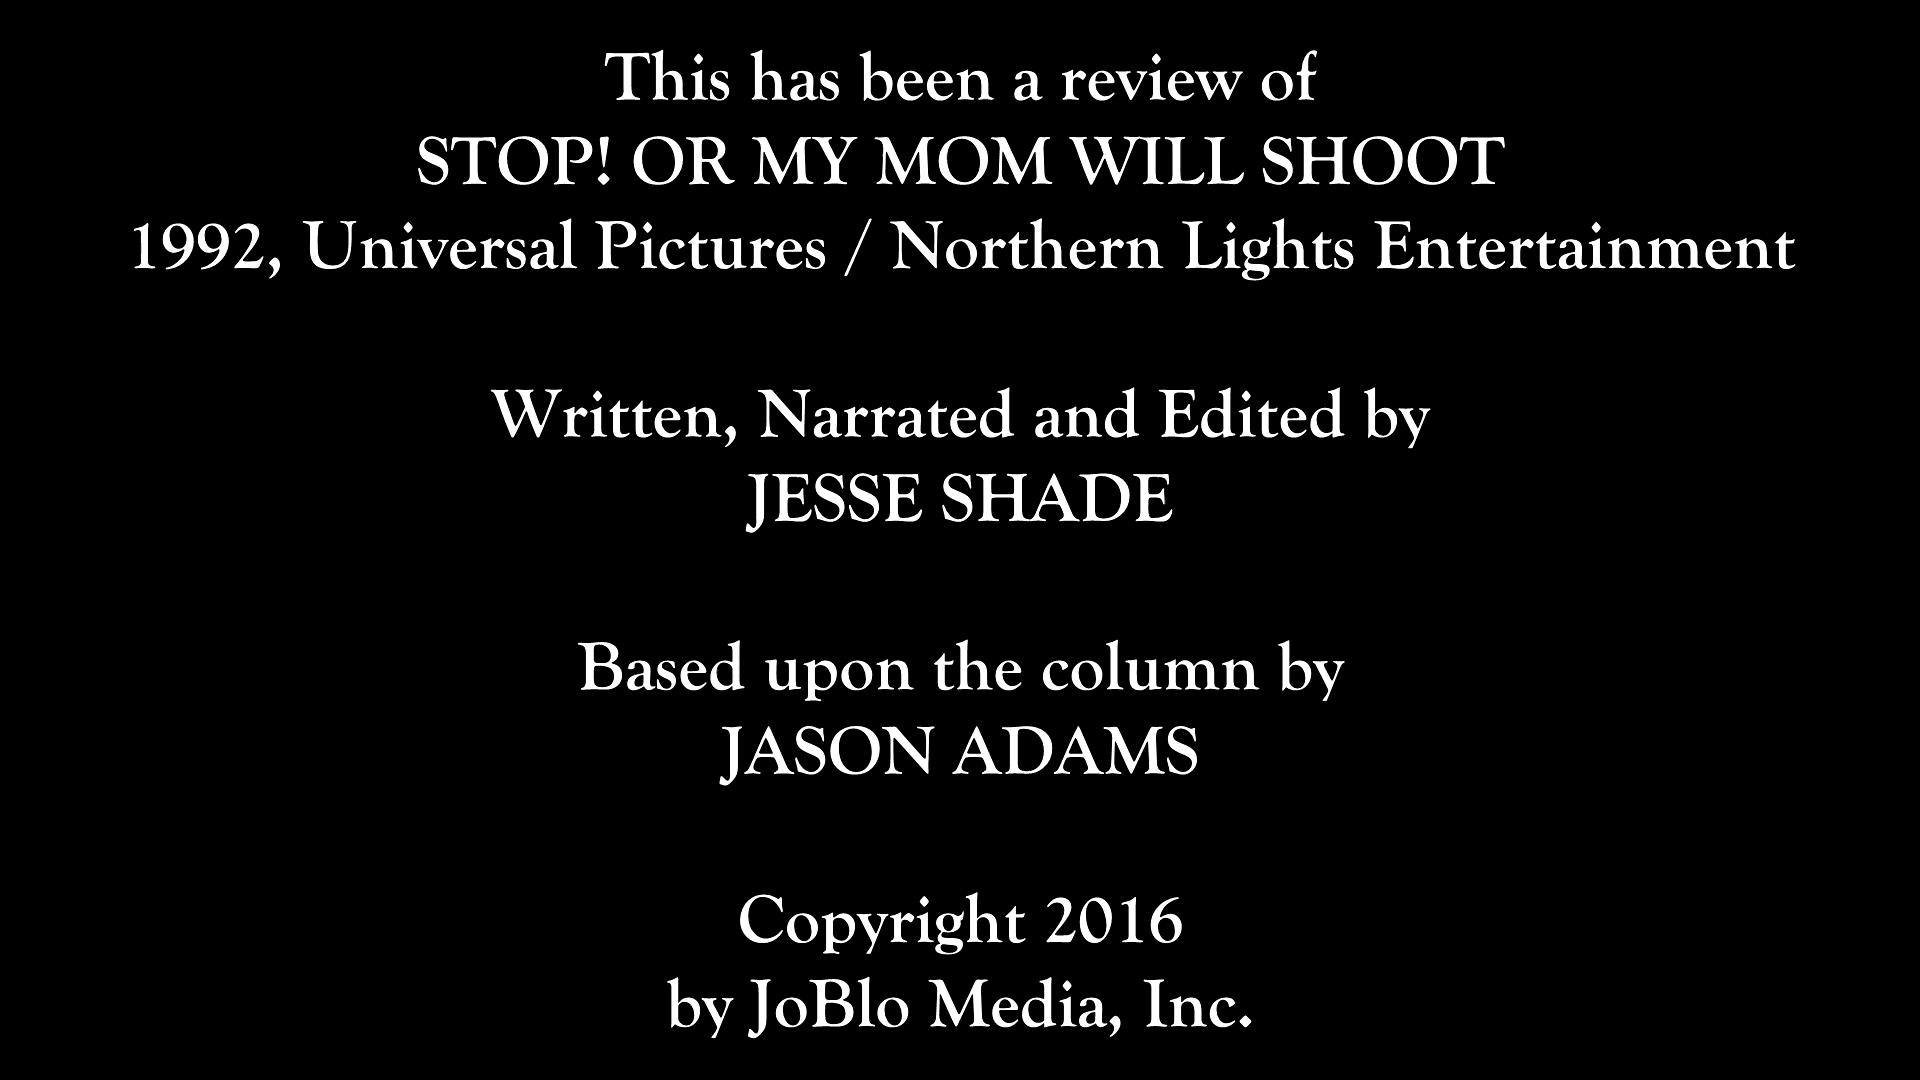 This has been a review of
STOP! OR MY MOM WILL SHOOT
1992, Universal Pictures / Northern Lights Entertainment
Written, Narrated and Edited by
JESSE SHADE
Based upon the column by
JASON ADAMS
Copyright 2016
by JoBlo Media, Inc.